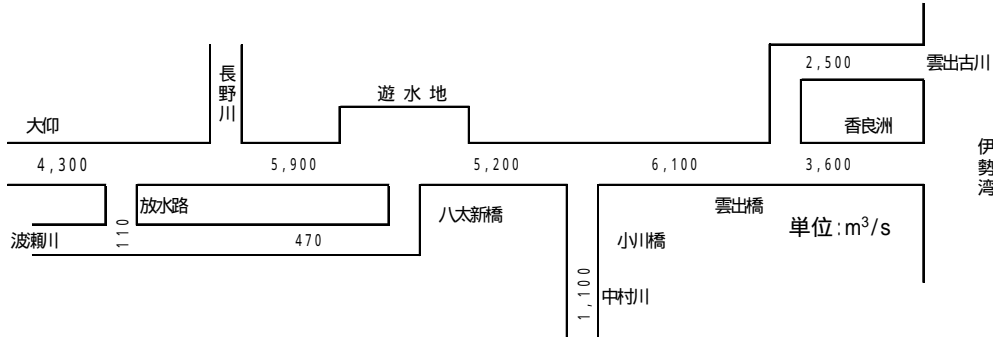 2,500
雲出古川
長野川
遊水地
大仰
香良洲
4,300
5,900
5,200
6,100
3,600
伊勢湾
放水路
八太新橋
雲出橋
波瀬川
110
470
小川橋
単位:m³/s
1,100
中村川